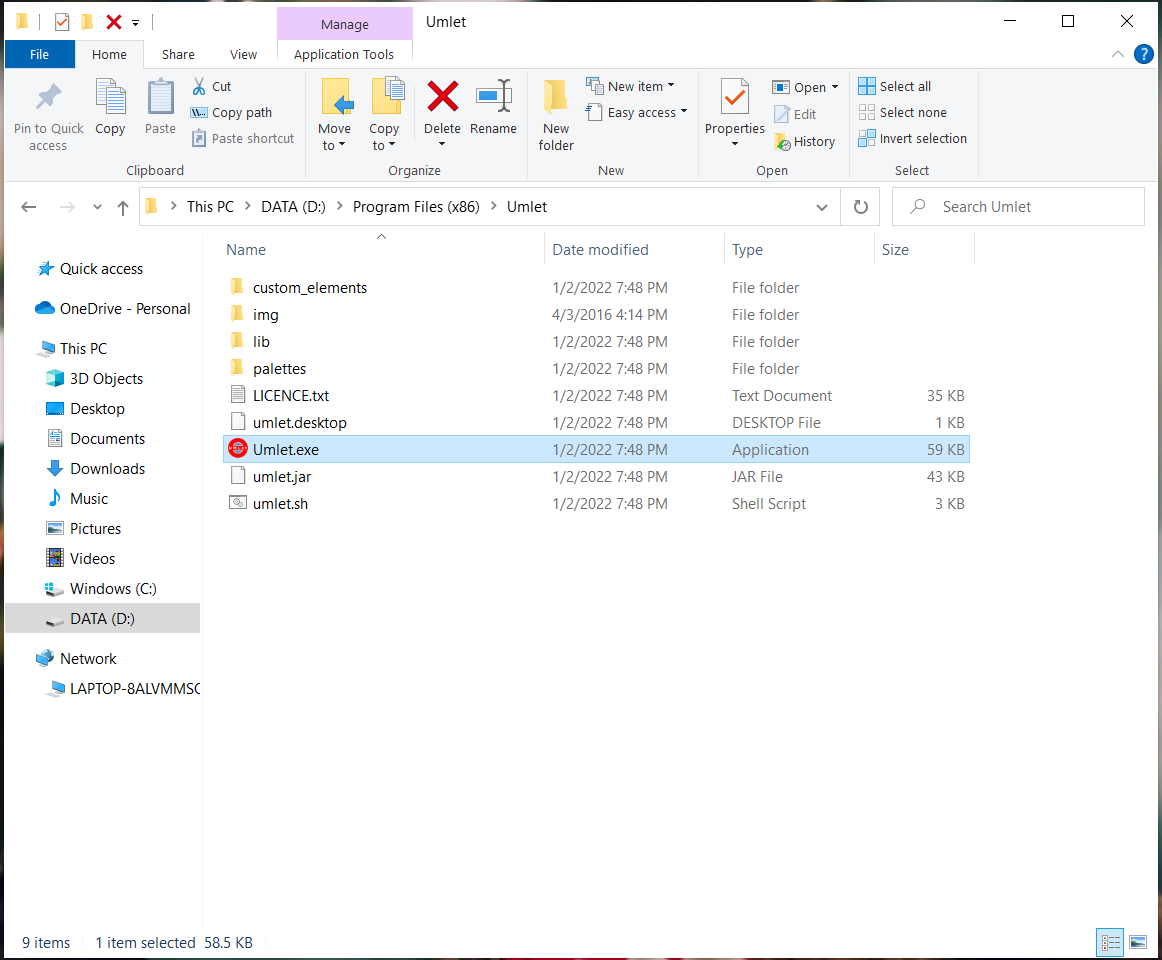 Manage
Umlet
File
Home
Share
View
Application Tools
?
Pin to Quick access
Copy
Paste
Cut
Copy path
Paste shortcut
Clipboard
Move to
Copy to
Delete
Rename
Organize
New folder
New item
Easy access
New
Properties
Open
Edit
History
Open
Select all
Select none
Invert selection
Select
This PC > DATA (D:) > Program Files (x86) > Umlet
Search Umlet
Name Date modified Type Size
Quick access
OneDrive - Personal
This PC
3D Objects
Desktop
Documents
Downloads
Music
Pictures
Videos
Windows (C:)
DATA (D:)
Network
LAPTOP-8ALVMMSC
custom_elements 1/2/2022 7:48 PM File folder
img 4/3/2016 4:14 PM File folder
lib 1/2/2022 7:48 PM File folder
palettes 1/2/2022 7:48 PM File folder
LICENCE.txt 1/2/2022 7:48 PM Text Document 35 KB
umlet.desktop 1/2/2022 7:48 PM DESKTOP File 1 KB
Umlet.exe 1/2/2022 7:48 PM Application 59 KB
umlet.jar 1/2/2022 7:48 PM JAR File 43 KB
umlet.sh 1/2/2022 7:48 PM Shell Script 3 KB
9 items 1 item selected 58.5 KB